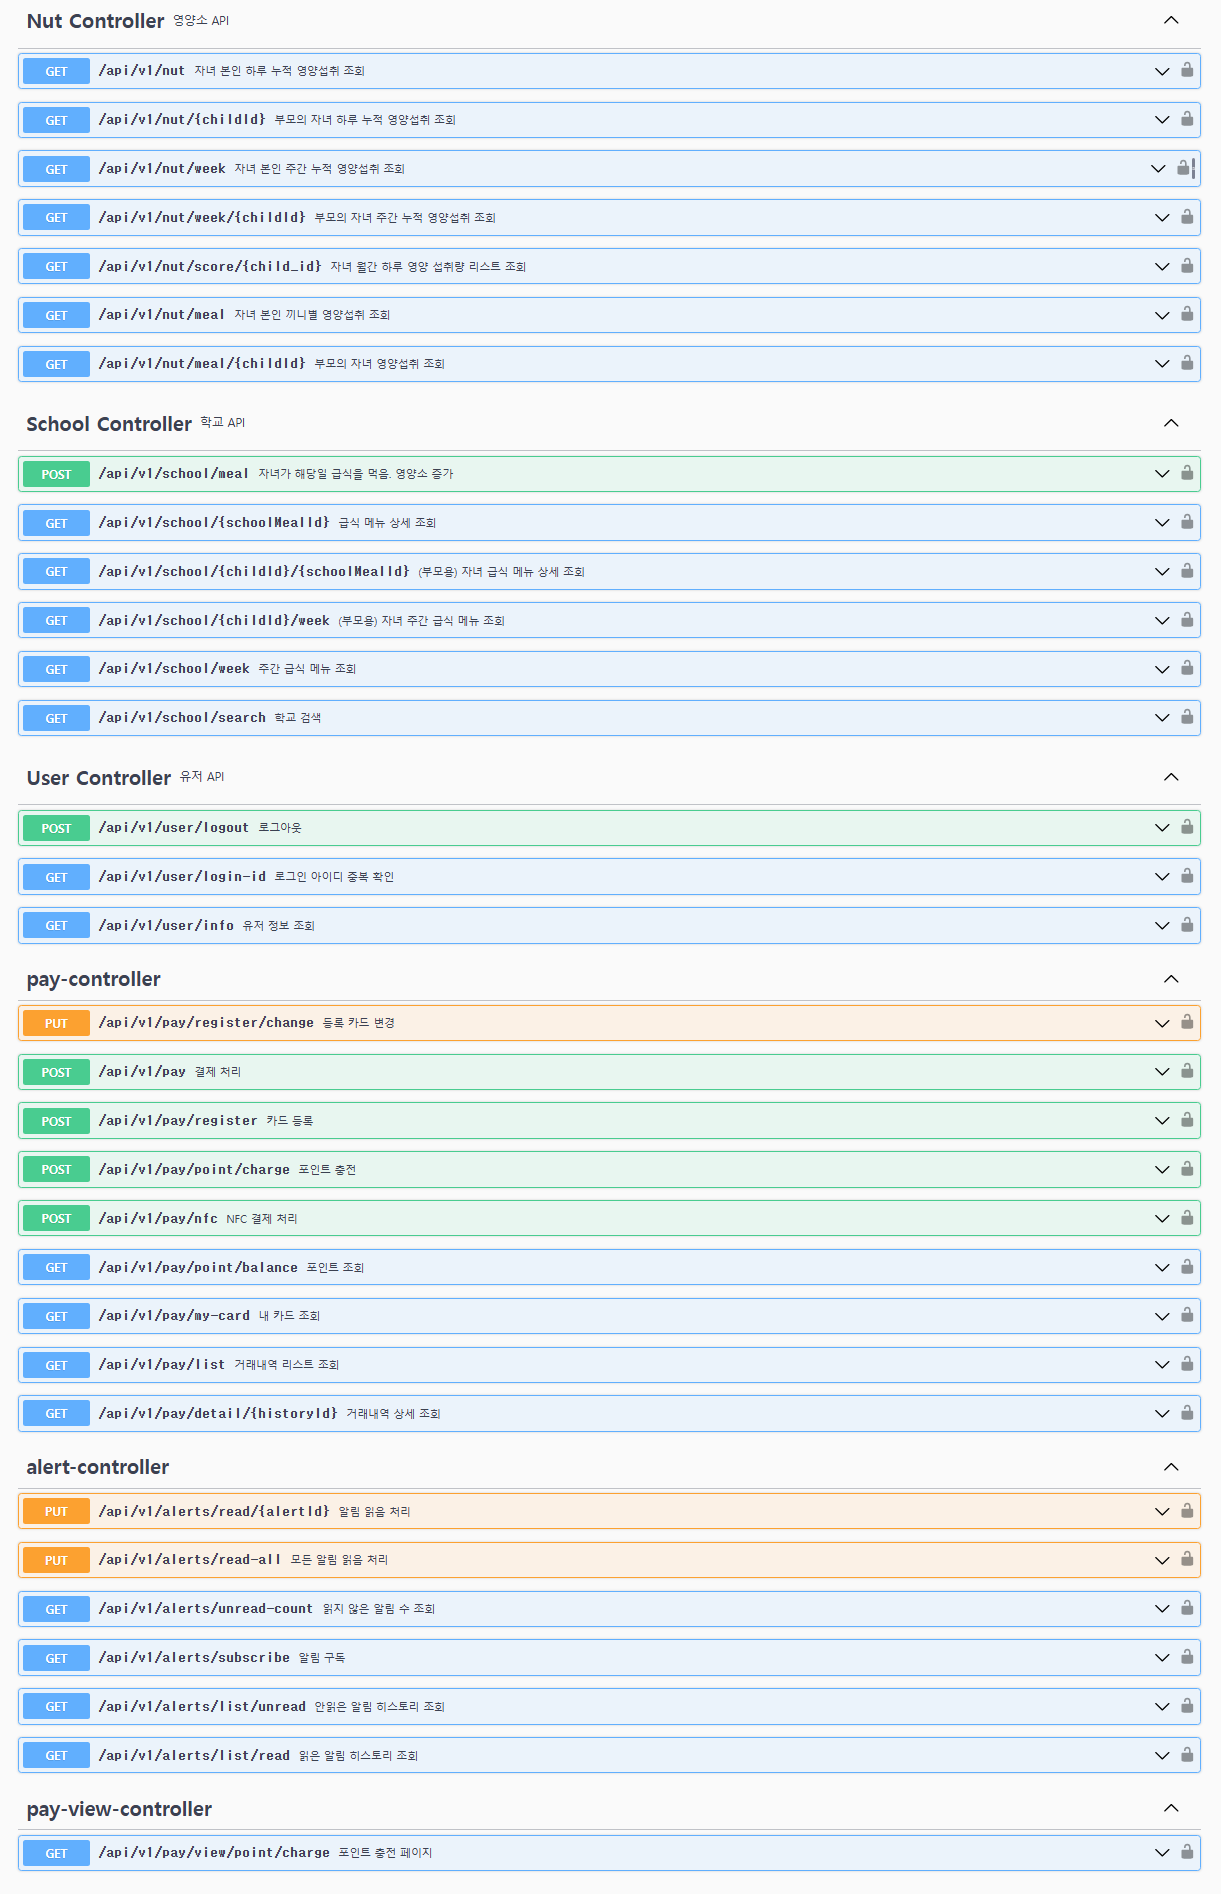 Nut Controller 영양소 API
GET /api/v1/nut 자녀 본인 하루 누적 영양섭취 조회
GET /api/v1/nut/{childId} 부모의 자녀 하루 누적 영양섭취 조회
GET /api/v1/nut/week 자녀 본인 주간 누적 영양섭취 조회
GET /api/v1/nut/week/{childId} 부모의 자녀 주간 누적 영양섭취 조회
GET /api/v1/nut/score/{child_id} 자녀 월간 하루 영양 섭취량 리스트 조회
GET /api/v1/nut/meal 자녀 본인 끼니별 영양섭취 조회
GET /api/v1/nut/meal/{childId} 부모의 자녀 영양섭취 조회
School Controller 학교 API
POST /api/v1/school/meal 자녀가 해당일 급식을 먹음. 영양소 증가
GET /api/v1/school/{schoolMealId} 급식 메뉴 상세 조회
GET /api/v1/school/{childId}/{schoolMealId} (부모용) 자녀 급식 메뉴 상세 조회
GET /api/v1/school/{childId}/week (부모용) 자녀 주간 급식 메뉴 조회
GET /api/v1/school/week 주간 급식 메뉴 조회
GET /api/v1/school/search 학교 검색
User Controller 유저 API
POST /api/v1/user/logout 로그아웃
GET /api/v1/user/login-id 로그인 아이디 중복 확인
GET /api/v1/user/info 유저 정보 조회
pay-controller
PUT /api/v1/pay/register/change 등록 카드 변경
POST /api/v1/pay 결제 처리
POST /api/v1/pay/register 카드 등록
POST /api/v1/pay/point/charge 포인트 충전
POST /api/v1/pay/nfc NFC 결제 처리
GET /api/v1/pay/point/balance 포인트 조회
GET /api/v1/pay/my-card 내 카드 조회
GET /api/v1/pay/list 거래내역 리스트 조회
GET /api/v1/pay/detail/{historyId} 거래내역 상세 조회
alert-controller
PUT /api/v1/alerts/read/{alertId} 알림 읽음 처리
PUT /api/v1/alerts/read-all 모든 알림 읽음 처리
GET /api/v1/alerts/unread-count 읽지 않은 알림 수 조회
GET /api/v1/alerts/subscribe 알림 구독
GET /api/v1/alerts/list/unread 안읽은 알림 히스토리 조회
GET /api/v1/alerts/list/read 읽은 알림 히스토리 조회
pay-view-controller
GET /api/v1/pay/view/point/charge 포인트 충전 페이지